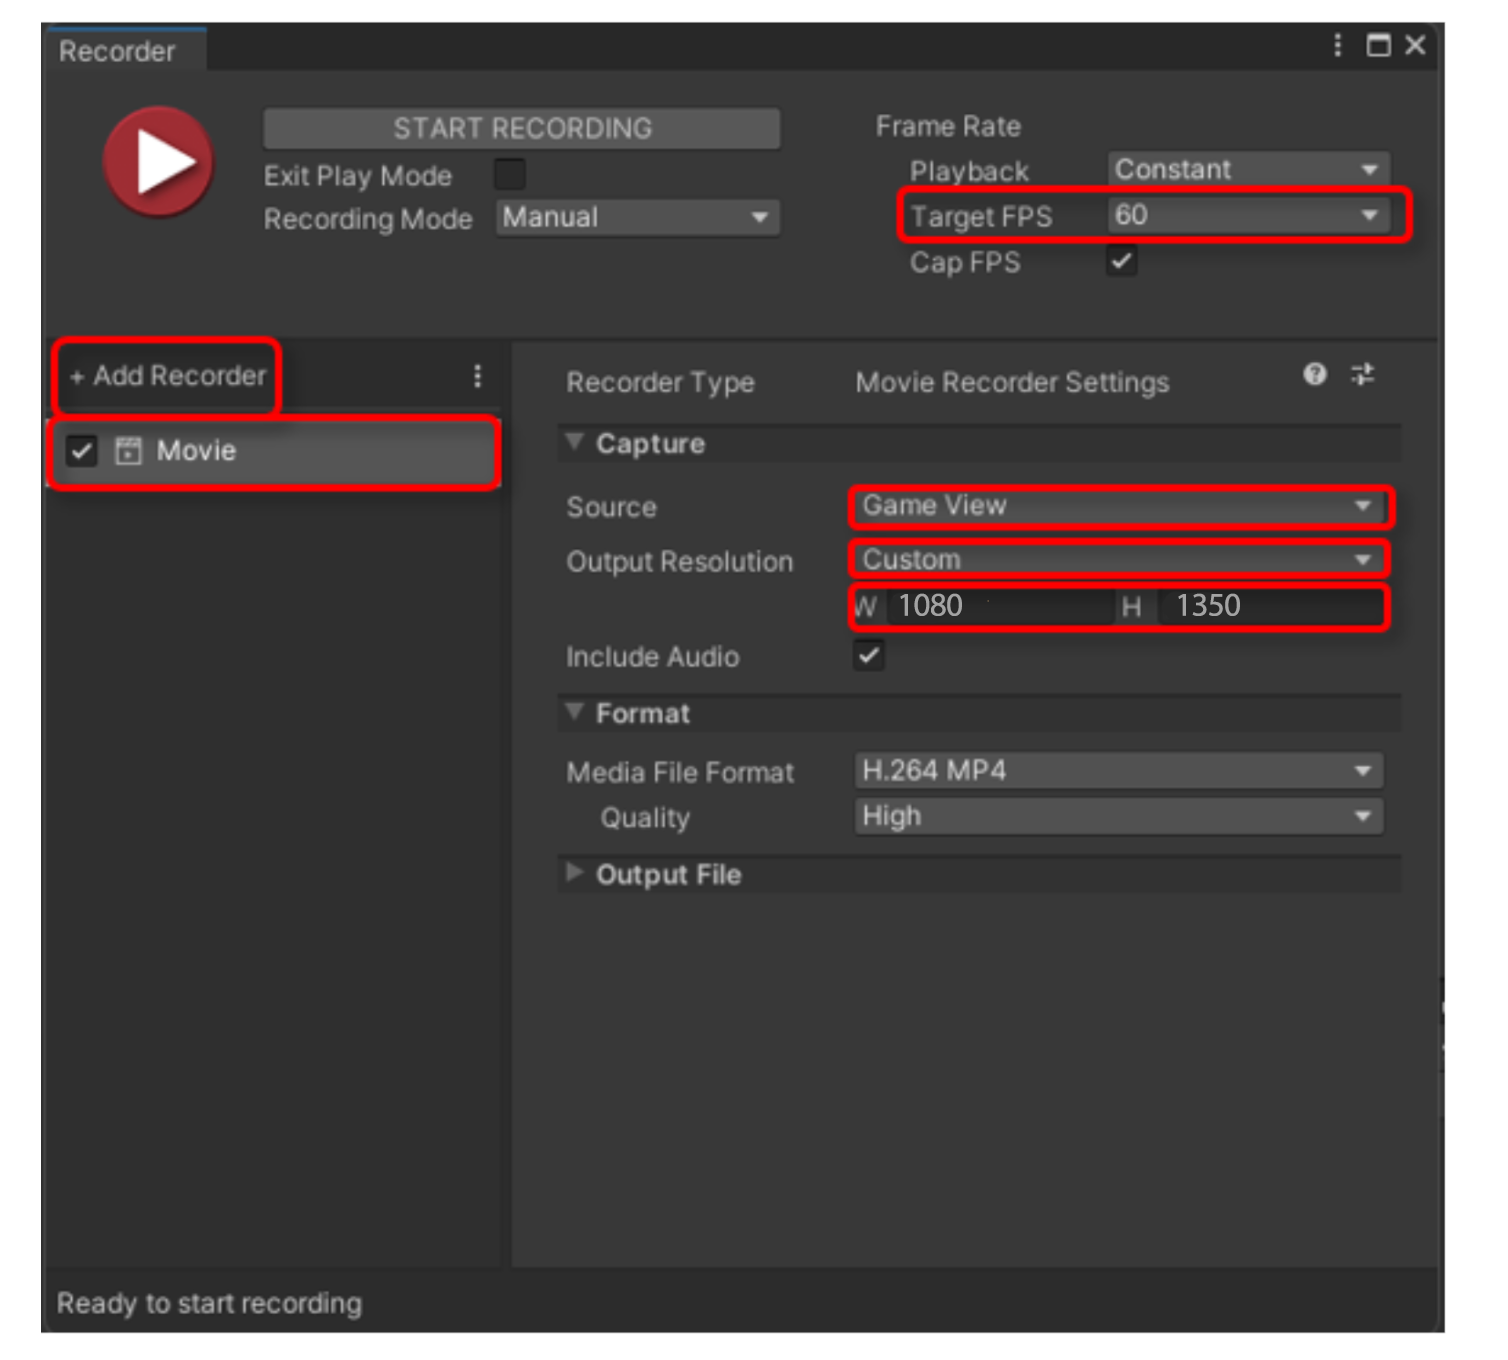 Recorder
START RECORDING
Exit Play Mode
Recording Mode Manual
Frame Rate
Playback Constant
Target FPS 60
Cap FPS
+ Add Recorder
Movie
Recorder Type Movie Recorder Settings
Capture
Source Game View
Output Resolution Custom
W 1080 H 1350
Include Audio
Format
Media File Format H.264 MP4
Quality High
Output File
Ready to start recording